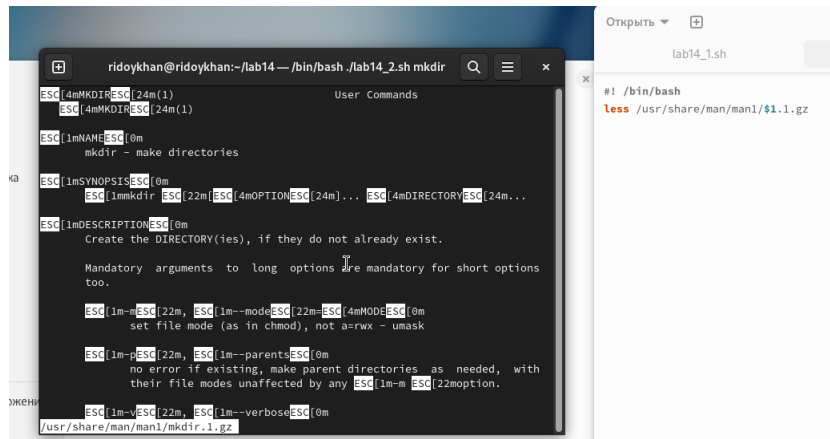 Открыть
lab14_1.sh
ridoykhan@ridoykhan:~/lab14 — /bin/bash ./lab14_2.sh mkdir
#! /bin/bash
less /usr/share/man/man1/$1.1.gz
ESC[4mMKDIRESC[24m(1) User Commands
ESC[4mMKDIRESC[24m(1)
ESC[1mNAMEESC[0m
mkdir - make directories
ESC[1mSYNOPSISESC[0m
ESC[1mmkdir ESC[22m[ESC[4mOPTIONESC[24m]... ESC[4mDIRECTORYESC[24m...
ESC[1mDESCRIPTIONESC[0m
Create the DIRECTORY(ies), if they do not already exist.
Mandatory arguments to long options are mandatory for short options
too.
ESC[1m-mESC[22m, ESC[1m--modeESC[22m=ESC[4mMODEESC[0m
set file mode (as in chmod), not a=rwx - umask
ESC[1m-pESC[22m, ESC[1m--parentsESC[0m
no error if existing, make parent directories as needed, with
their file modes unaffected by any ESC[1m-m ESC[22moption.
ESC[1m-vESC[22m, ESC[1m--verboseESC[0m
/usr/share/man/man1/mkdir.1.gz